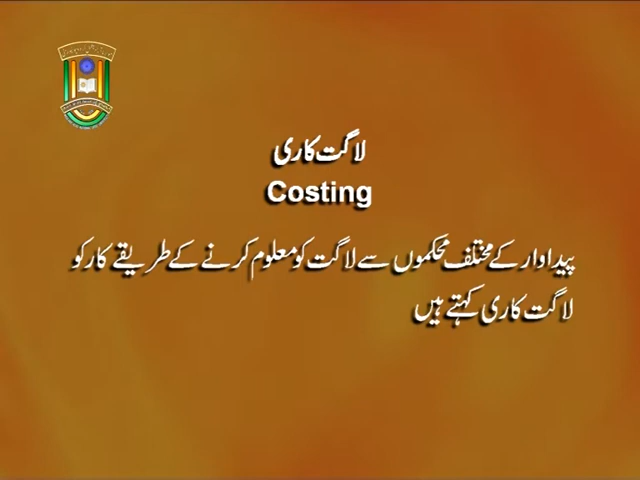 لاگت کاری
Costing
پیداوار کے مختلف محکموں سے لاگت کو معلوم کرنے کے طریقے کار کو
لاگت کاری کہتے ہیں